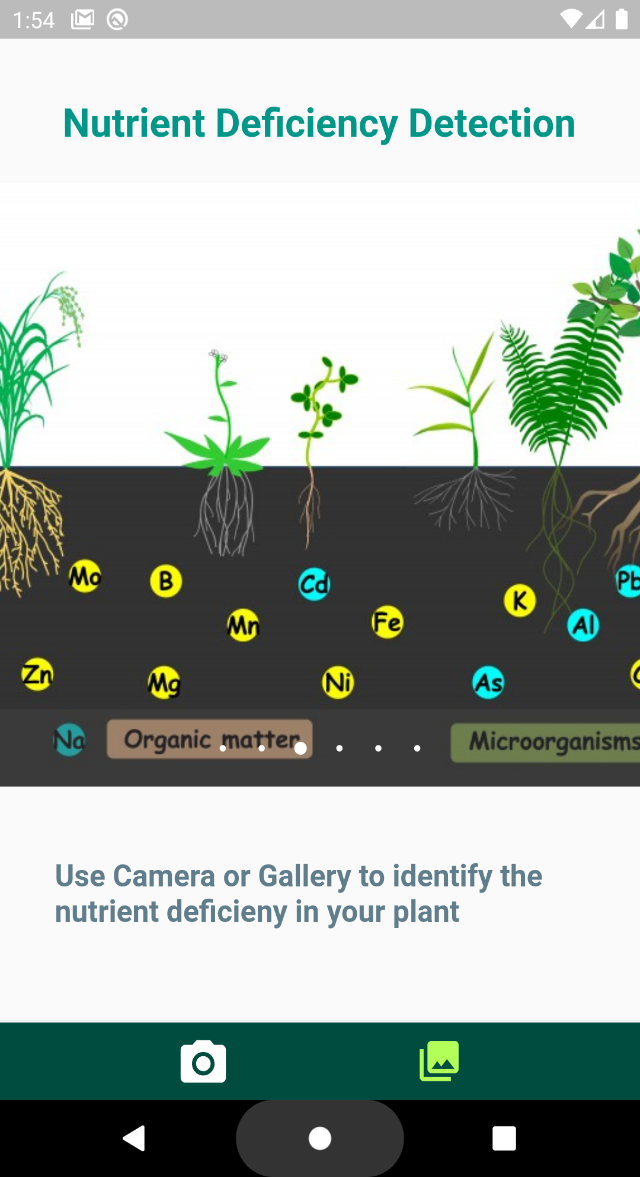 1:54
Nutrient Deficiency Detection
Mo
B
Cd
Fe
K
Pb
Mn
Al
Zn
Mg
Ni
As
Na
Organic matter
Microorganisms
Use Camera or Gallery to identify the
nutrient deficieny in your plant